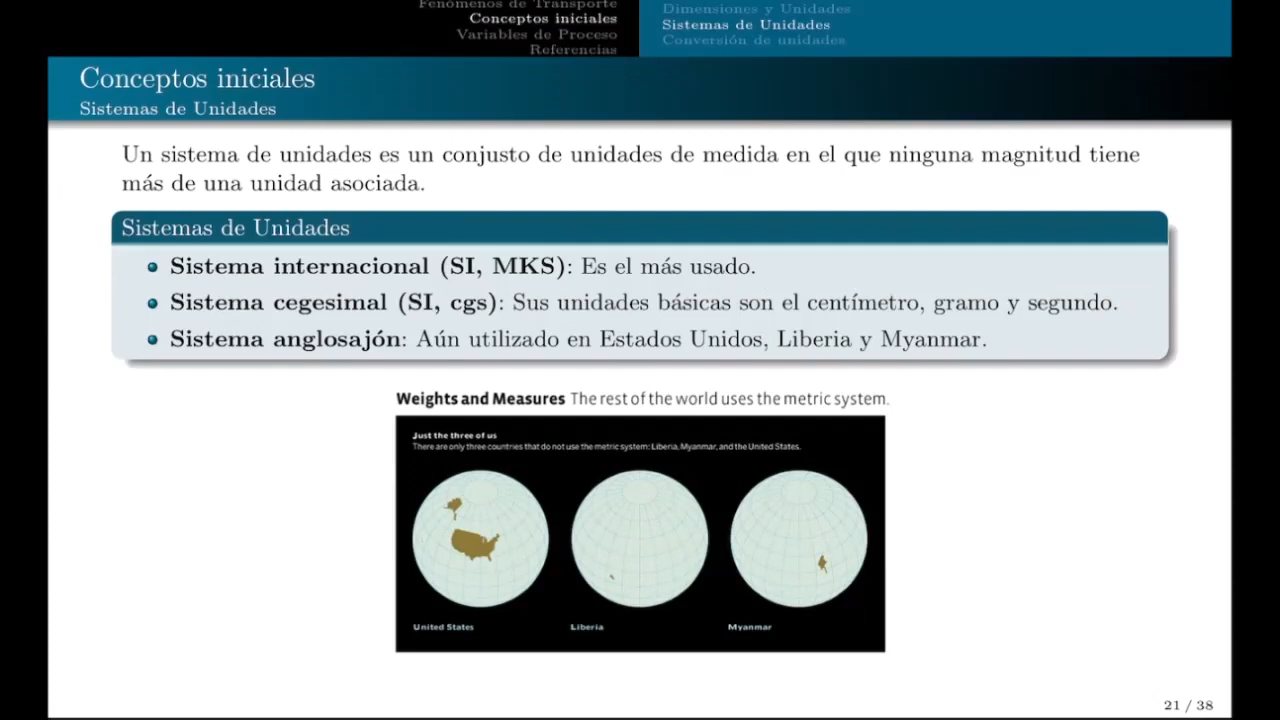 Fenómenos de Transporte
Conceptos iniciales
Variables de Proceso
Referencias
Dimensiones y Unidades
Sistemas de Unidades
Conversión de unidades
Conceptos iniciales
Sistemas de Unidades
Un sistema de unidades es un conjunto de unidades de medida en el que ninguna magnitud tiene
más de una unidad asociada.
Sistemas de Unidades
Sistema internacional (SI, MKS): Es el más usado.
Sistema cegesimal (SI, cgs): Sus unidades básicas son el centímetro, gramo y segundo.
Sistema anglosajón: Aún utilizado en Estados Unidos, Liberia y Myanmar.
Weights and Measures The rest of the world uses the metric system.
Just the three of us
There are only three countries that do not use the metric system: Liberia, Myanmar, and the United States.
United States
Liberia
Myanmar
21 / 38